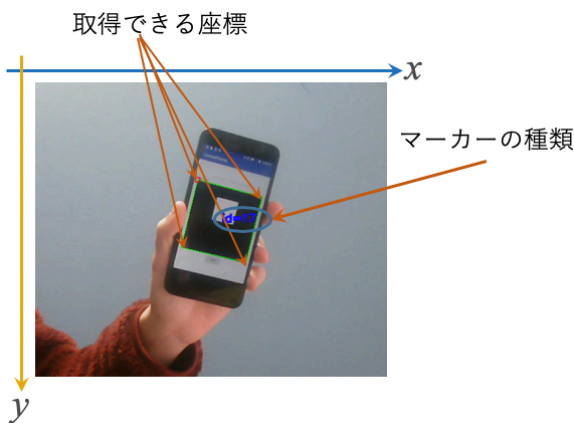 取得できる座標
x
マーカーの種類
id=17
y